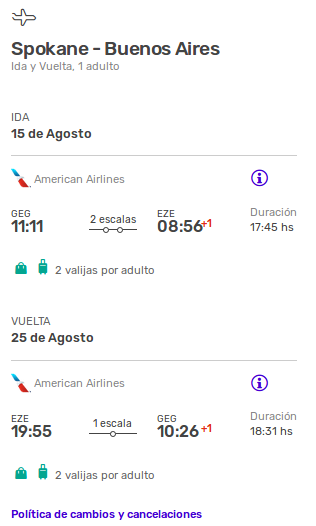 Spokane - Buenos Aires
Ida y Vuelta, 1 adulto
IDA
15 de Agosto
American Airlines
GEG
11:11
2 escalas
EZE
08:56+1
Duración
17:45 hs
2 valijas por adulto
VUELTA
25 de Agosto
American Airlines
EZE
19:55
1 escala
GEG
10:26 +1
Duración
18:31 hs
2 valijas por adulto
Política de cambios y cancelaciones